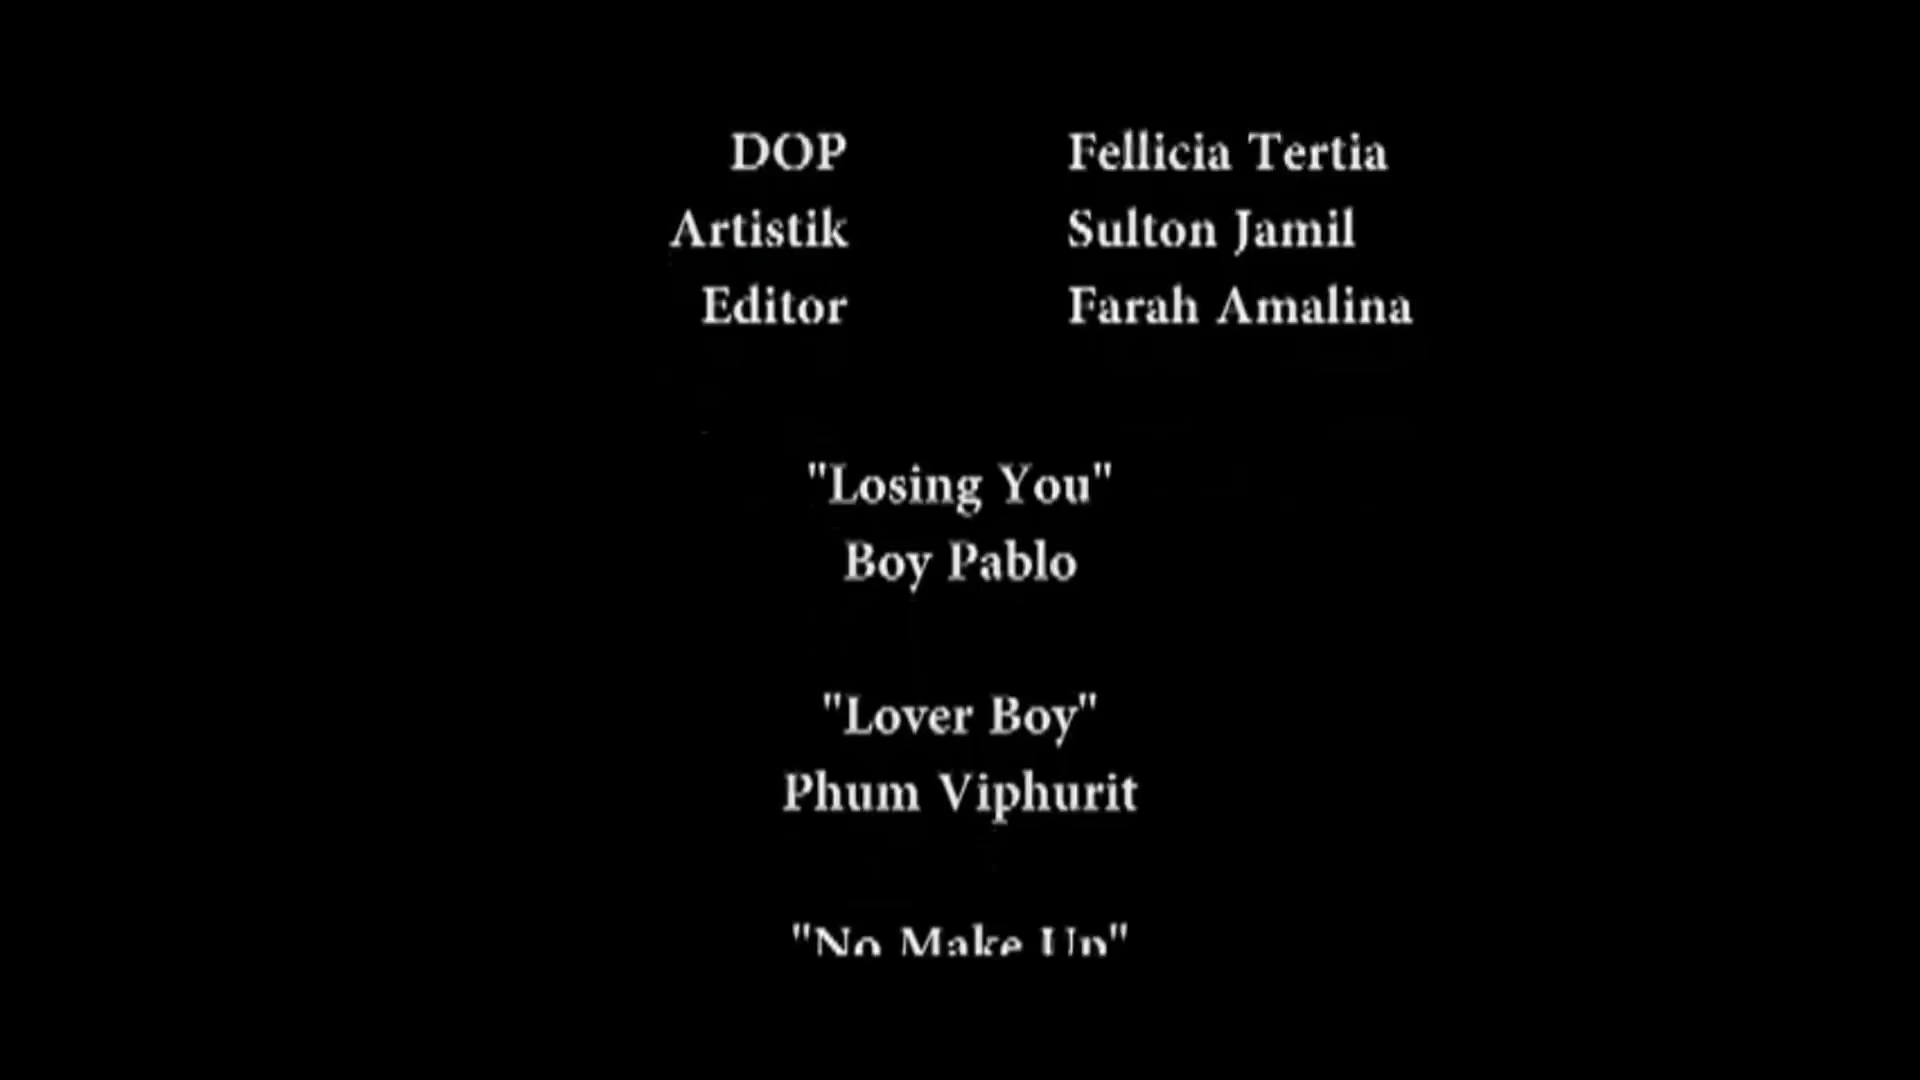 DOP Fellicia Tertia
Artistik Sulton Jamil
Editor Farah Amalina
"Losing You"
Boy Pablo
"Lover Boy"
Phum Viphurit
"No Make Up"